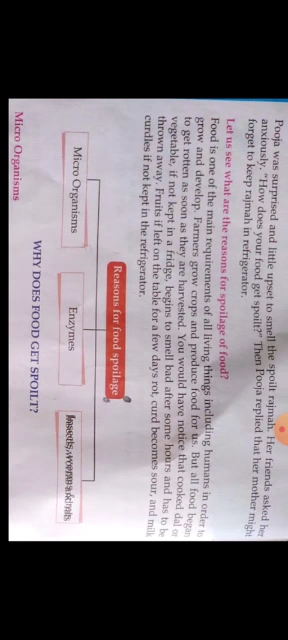 Pooja was surprised and little upset to smell the spoilt rajmah. Her friends asked her
anxiously. "How does your food get spoilt?" Then Pooja replied that her mother might
forget to keep rajmah in refrigerator.
Let us see what are the reasons for spoilage of food?
Food is one of the main requirements of all living things including humans in order to
grow and develop. Farmers grow crops and produce food for us. But all food began
to get rotten as soon as they are harvested. You would have notice that cooked dal or
vegetable, if not kept in a fridge, begins to smell bad after some hours and has to be
thrown away. Fruits if left on the table for a few days rot, curd becomes sour, and milk
curdles if not kept in the refrigerator.
Reasons for food spoilage
Micro Organisms
Enzymes
Insects, worms &
WHY DOES FOOD GET SPOILT?
Micro Organisms